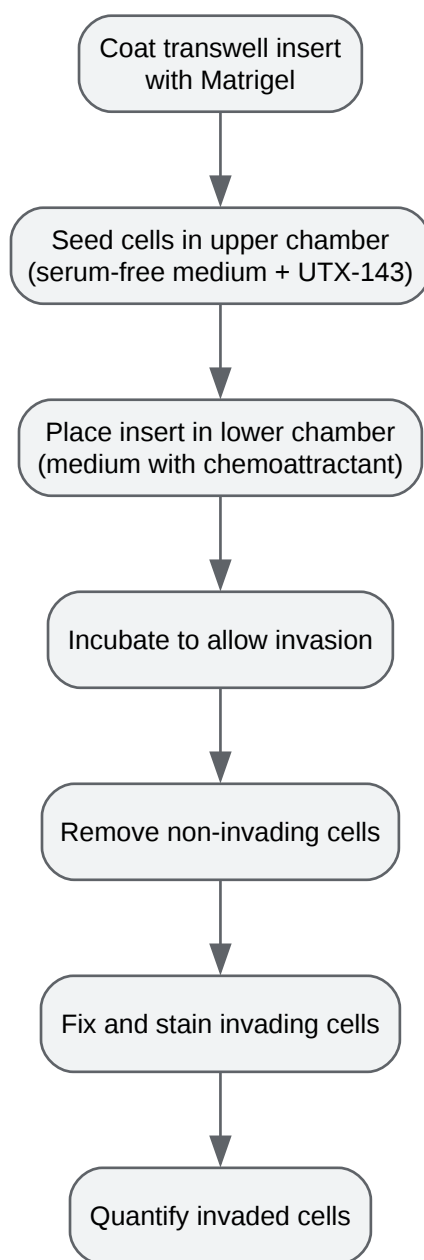 Coat transwell insert
with Matrigel
Seed cells in upper chamber
(serum-free medium + UTX-143)
Place insert in lower chamber
(medium with chemoattractant)
Incubate to allow invasion
Remove non-invading cells
Fix and stain invading cells
Quantify invaded cells